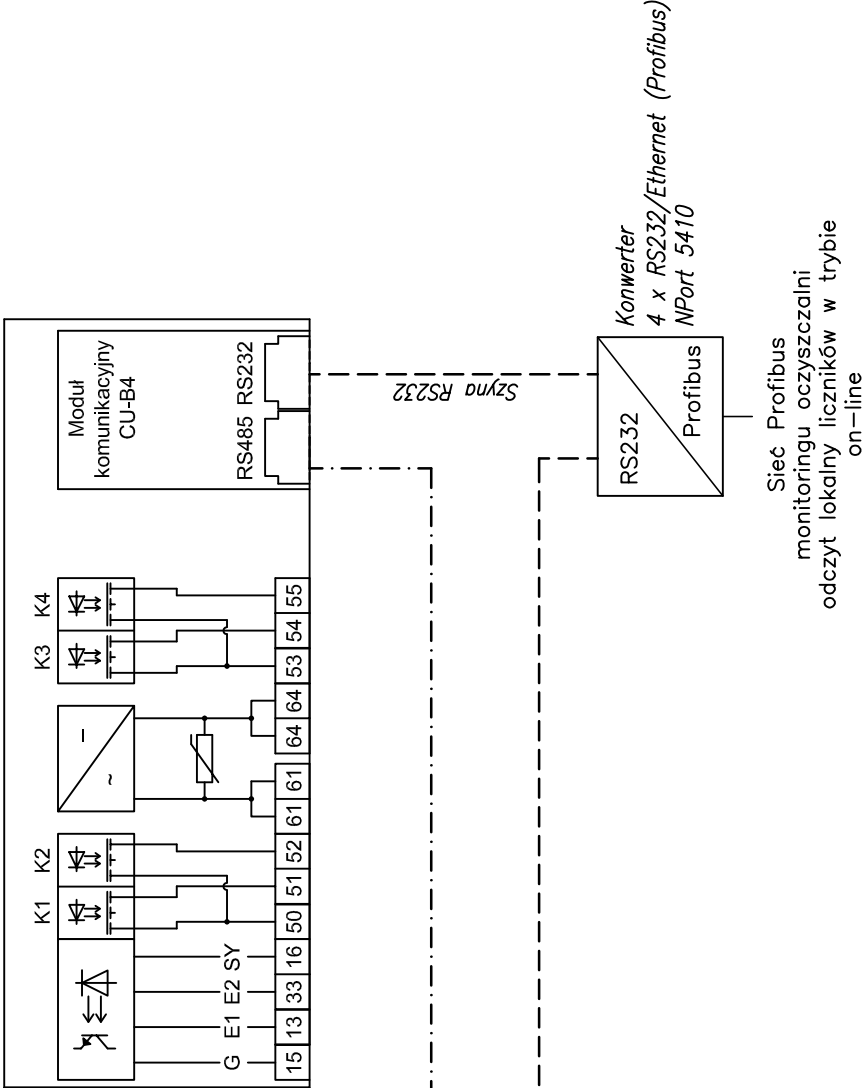 Moduł
komunikacyjny
CU-B4
RS485 RS232
K1
K2
K3
K4
~
–
G
E1
E2
SY
15
13
33
16
50
51
52
61
61
64
64
53
54
55
Szyna RS232
Konwerter
4 x RS232/Ethernet (Profibus)
NPort 5410
RS232
Profibus
Sieć Profibus
monitoringu oczyszczalni
odczyt lokalny liczników w trybie
on-line